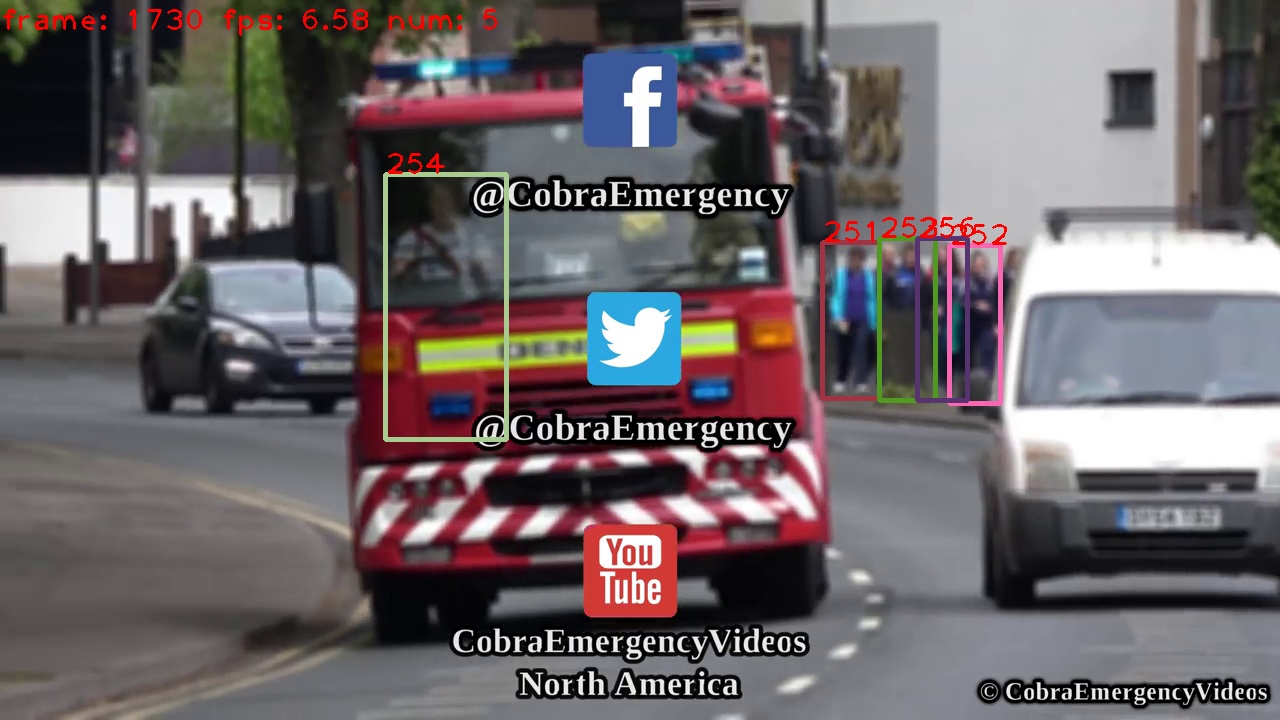 frame: 1730 fps: 6.58 num: 5
254
@CobraEmergency
251
256
252
@CobraEmergency
You
Tube
CobraEmergencyVideos
North America
© CobraEmergencyVideos